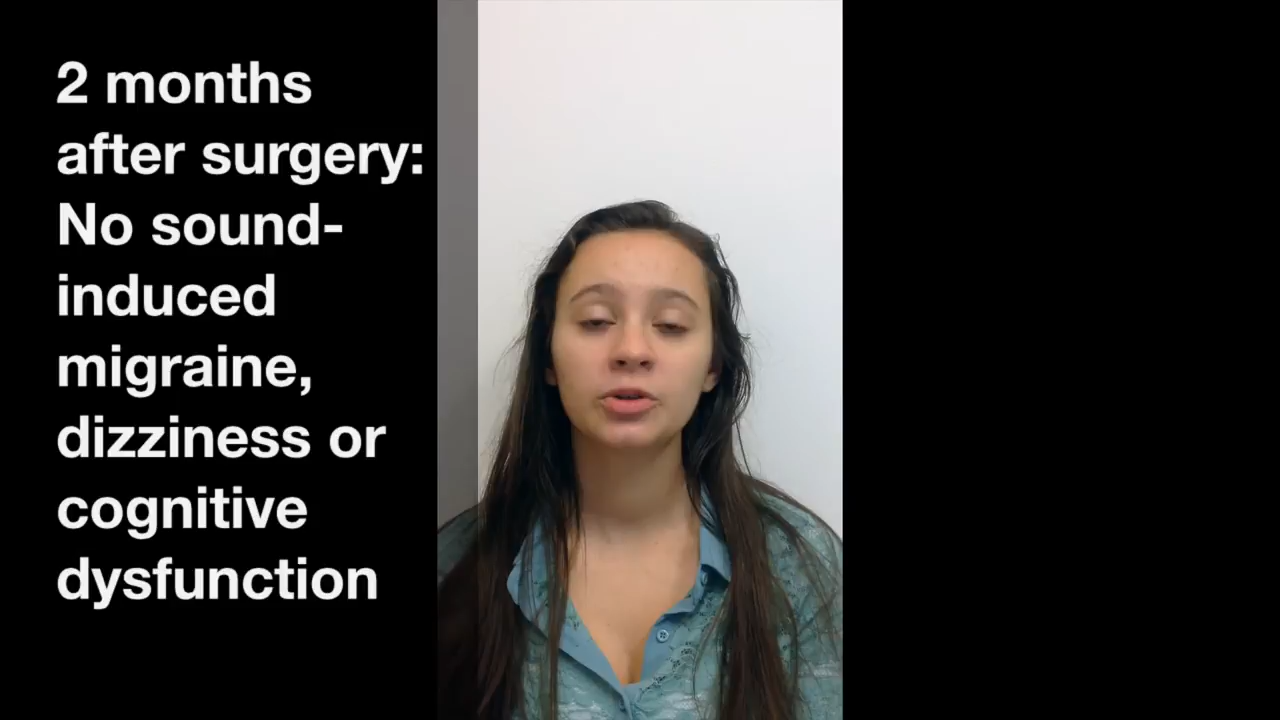 2 months
after surgery:
No sound-
induced
migraine,
dizziness or
cognitive
dysfunction